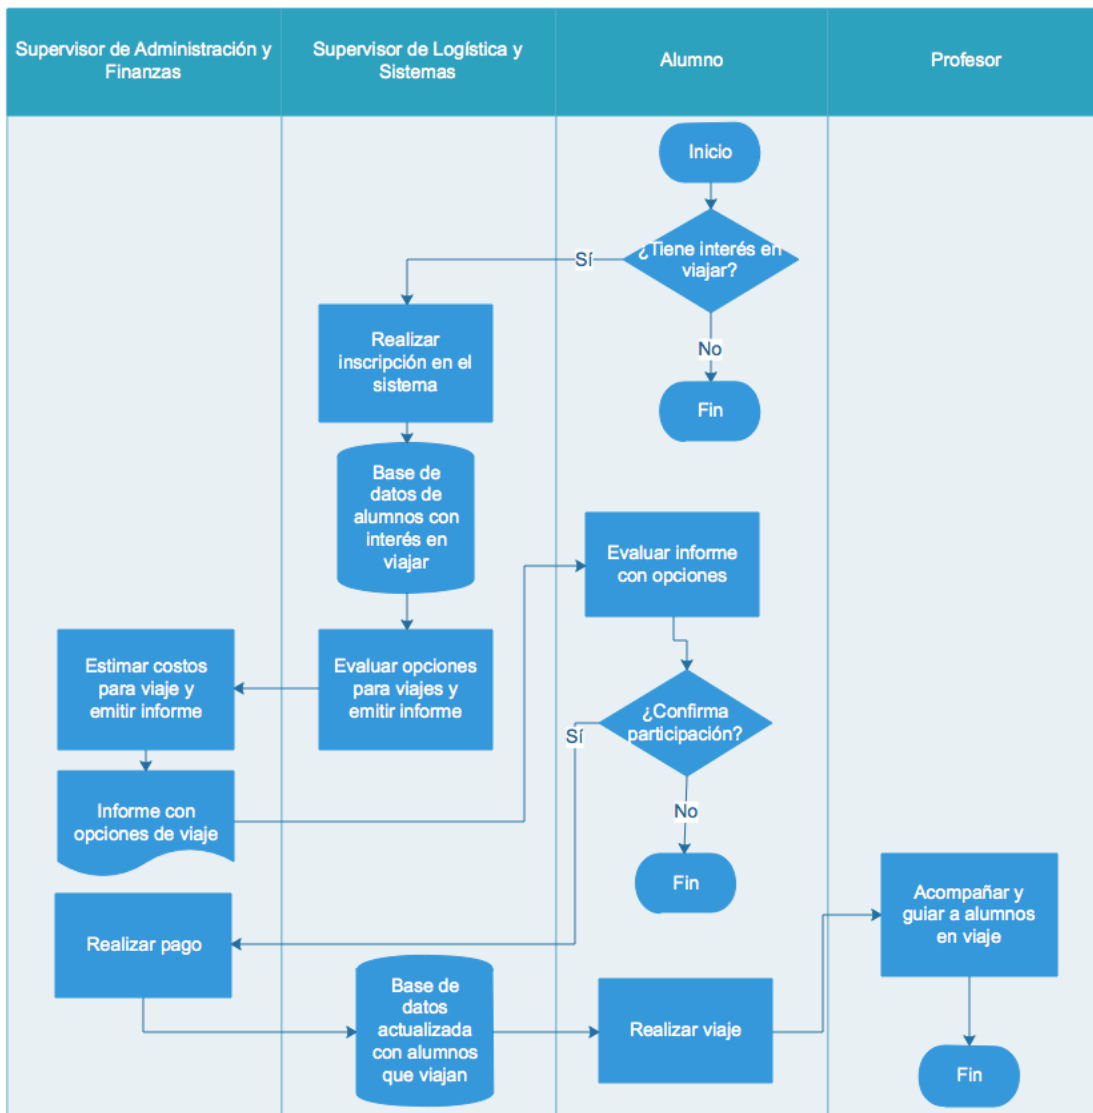 Supervisor de Administración y
Finanzas
Supervisor de Logística y
Sistemas
Alumno
Profesor
Inicio
¿Tiene interés en
viajar?
Sí
No
Fin
Realizar
inscripción en el
sistema
Base de
datos de
alumnos con
interés en
viajar
Evaluar informe
con opciones
Estimar costos
para viaje y
emitir informe
Evaluar opciones
para viajes y
emitir informe
¿Confirma
participación?
Sí
No
Fin
Informe con
opciones de viaje
Realizar pago
Base de
datos
actualizada
con alumnos
que viajan
Realizar viaje
Acompañar y
guiar a alumnos
en viaje
Fin